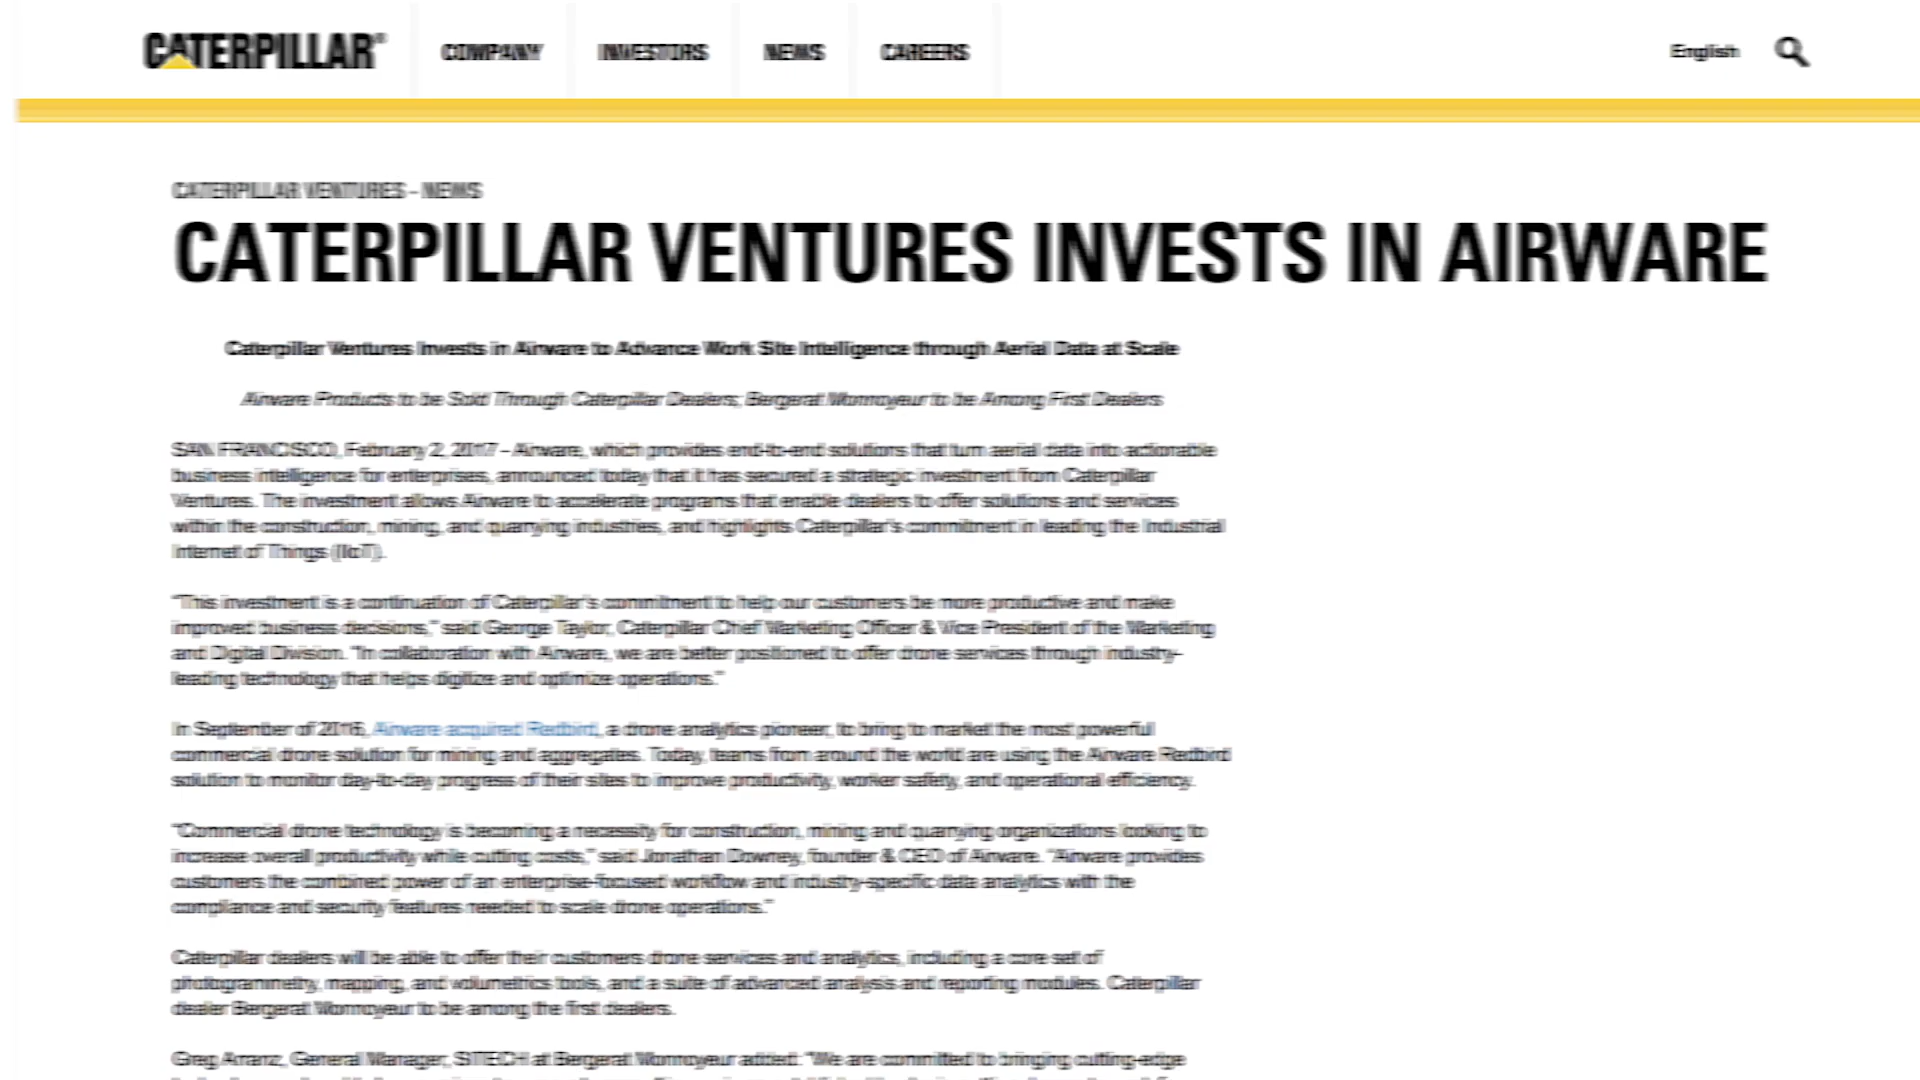 CATERPILLAR®
COMPANY
INVESTORS
NEWS
CAREERS
English
CATERPILLAR VENTURES - NEWS
CATERPILLAR VENTURES INVESTS IN AIRWARE
Caterpillar Ventures Invests in Airware to Advance Work Site Intelligence through Aerial Data at Scale
Airware Products to be Sold Through Caterpillar Dealers; Bergerat Monnoyeur to be Among First Dealers
SAN FRANCISCO, February 2, 2017 - Airware, which provides end-to-end solutions that turn aerial data into actionable
business intelligence for enterprises, announced today that it has secured a strategic investment from Caterpillar
Ventures. The investment allows Airware to accelerate programs that enable dealers to offer solutions and services
within the construction, mining, and quarrying industries, and highlights Caterpillar's commitment in leading the Industrial
Internet of Things (IIoT).
"This investment is a continuation of Caterpillar's commitment to help our customers be more productive and make
improved business decisions," said George Taylor, Caterpillar Chief Marketing Officer & Vice President of the Marketing
and Digital Division. "In collaboration with Airware, we are better positioned to offer drone services through industry-
leading technology that helps digitize and optimize operations."
In September of 2016, Airware acquired Redbird, a drone analytics pioneer, to bring to market the most powerful
commercial drone solution for mining and aggregates. Today, teams from around the world are using the Airware Redbird
solution to monitor day-to-day progress of their sites to improve productivity, worker safety, and operational efficiency.
"Commercial drone technology is becoming a necessity for construction, mining and quarrying organizations looking to
increase overall productivity while cutting costs," said Jonathan Downey, founder & CEO of Airware. "Airware provides
customers the combined power of an enterprise-focused workflow and industry-specific data analytics with the
compliance and security features needed to scale drone operations."
Caterpillar dealers will be able to offer their customers drone services and analytics, including a core set of
photogrammetry, mapping, and volumetrics tools, and a suite of advanced analysis and reporting modules. Caterpillar
dealer Bergerat Monnoyeur to be among the first dealers.
Greg Arranz, General Manager, SITECH at Bergerat Monnoyeur added: "We are committed to bringing cutting-edge